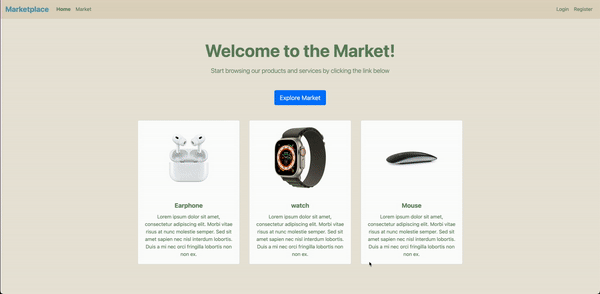 Marketplace Home Market Login Register
Welcome to the Market!
Start browsing our products and services by clicking the link below
Explore Market
Earphone
Lorem ipsum dolor sit amet,
consectetur adipiscing elit. Morbi vitae
risus at nunc molestie semper. Sed sit
amet sapien nec nisl interdum lobortis.
Duis a mi nec orci fringilla lobortis non
non ex.
watch
Lorem ipsum dolor sit amet,
consectetur adipiscing elit. Morbi vitae
risus at nunc molestie semper. Sed sit
amet sapien nec nisl interdum lobortis.
Duis a mi nec orci fringilla lobortis non
non ex.
Mouse
Lorem ipsum dolor sit amet,
consectetur adipiscing elit. Morbi vitae
risus at nunc molestie semper. Sed sit
amet sapien nec nisl interdum lobortis.
Duis a mi nec orci fringilla lobortis non
non ex.